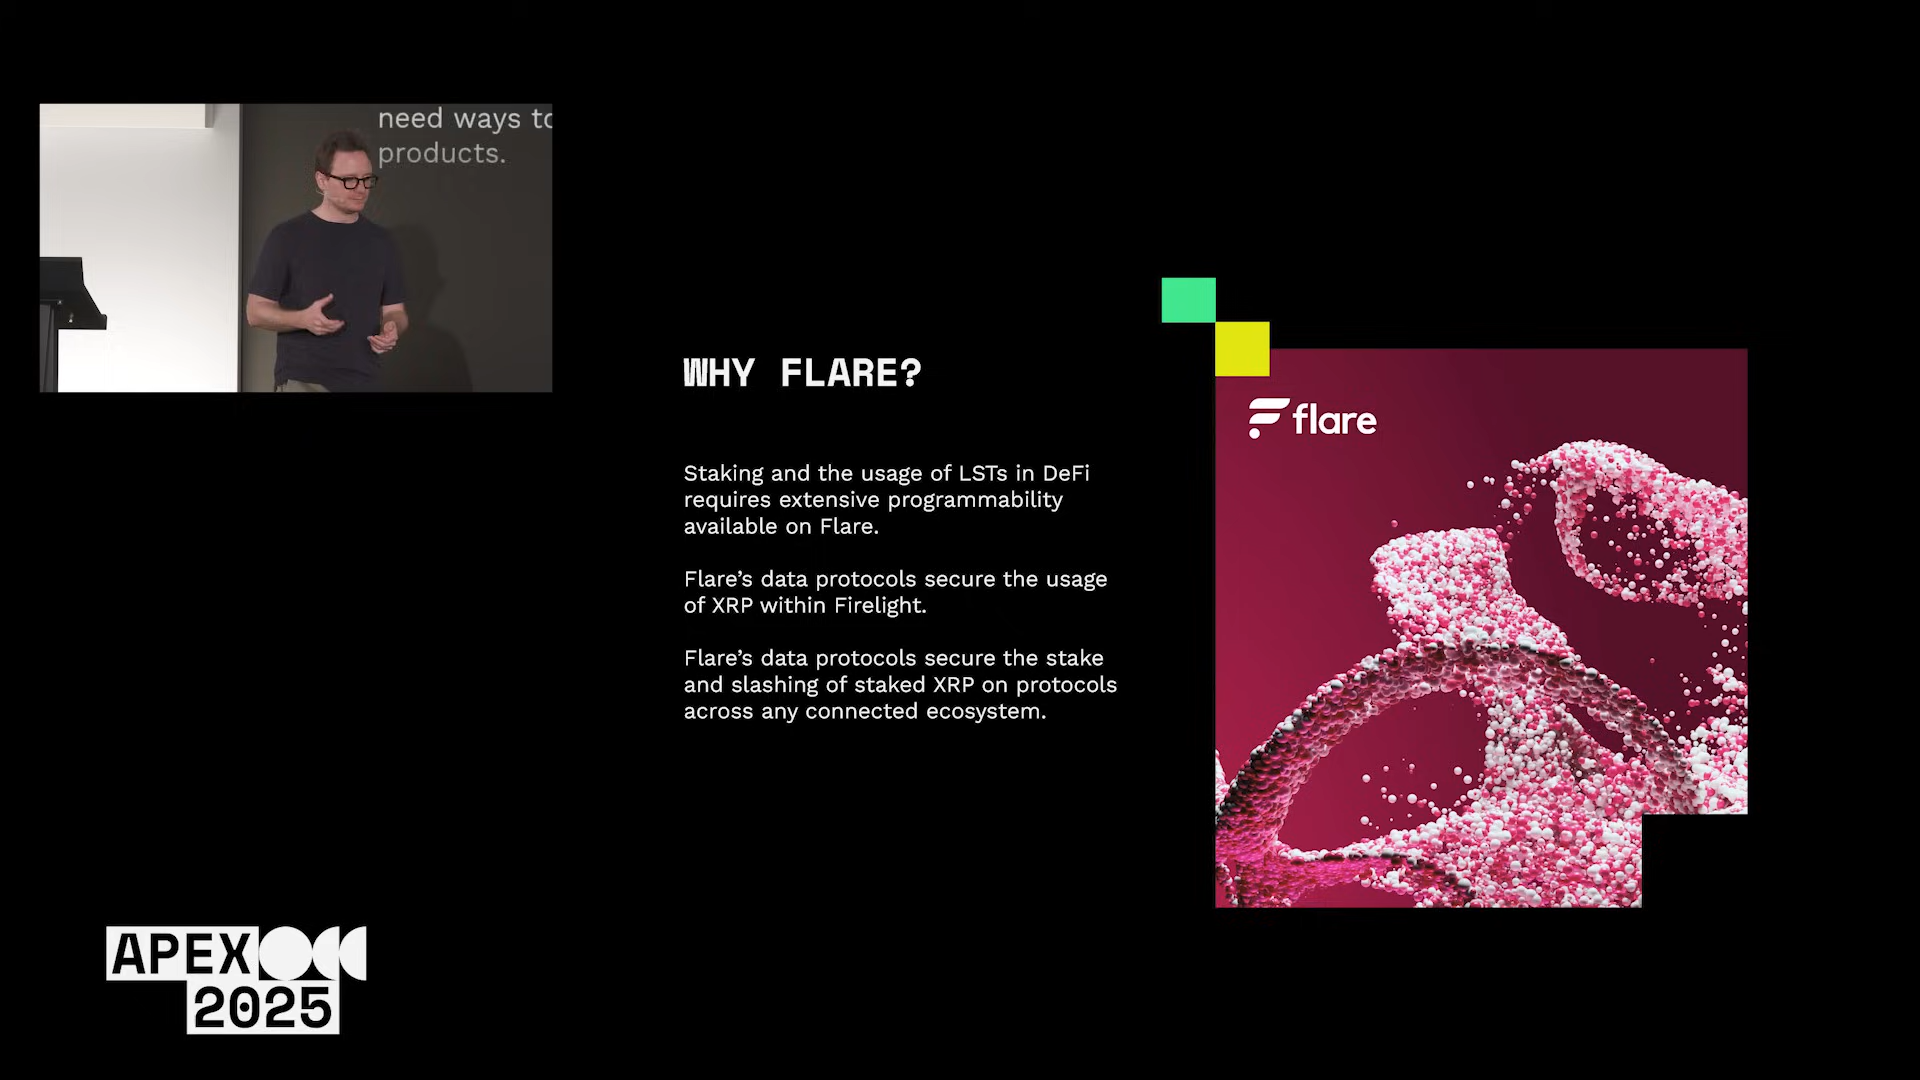 need ways to
products.
WHY FLARE?
Staking and the usage of LSTs in DeFi
requires extensive programmability
available on Flare.
Flare’s data protocols secure the usage
of XRP within Firelight.
Flare’s data protocols secure the stake
and slashing of staked XRP on protocols
across any connected ecosystem.
flare
APEX
2025